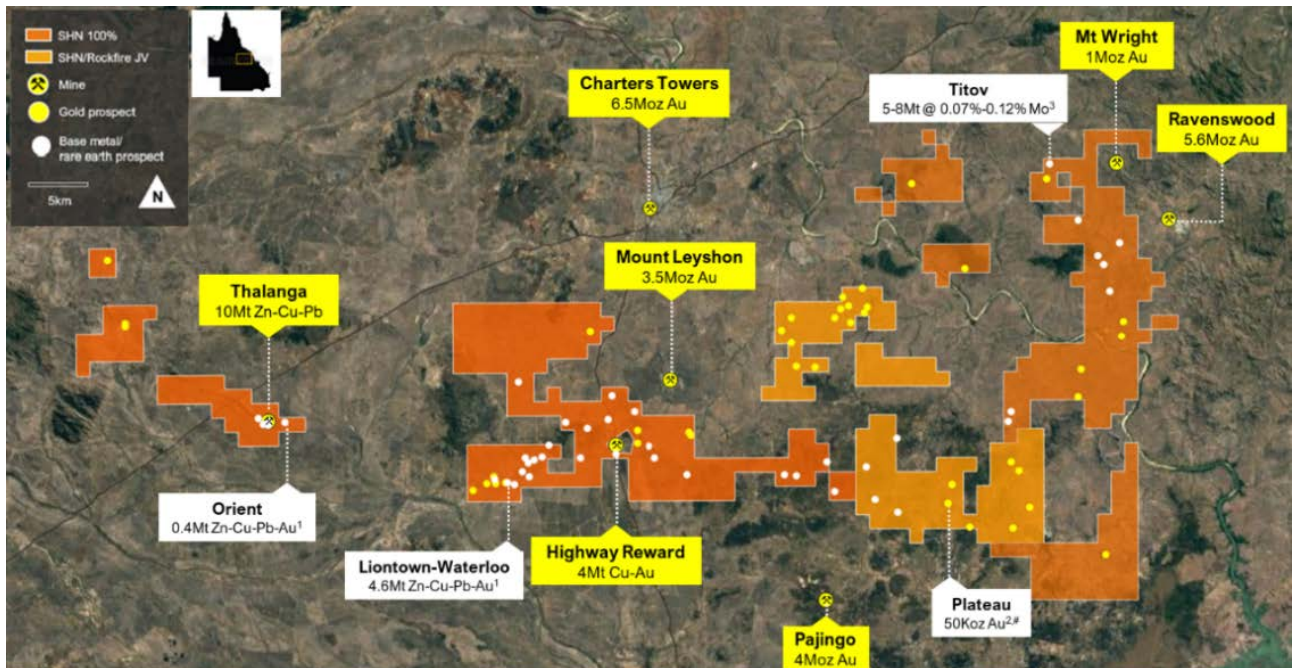 SHN 100%
SHN/Rockfire JV
Mine
Gold prospect
Base metal/
rare earth prospect
5km
N
Charters Towers
6.5Moz Au
Mt Wright
1Moz Au
Titov
5-8Mt @ 0.07%-0.12% Mo³
Ravenswood
5.6Moz Au
Mount Leyshon
3.5Moz Au
Thalanga
10Mt Zn-Cu-Pb
Orient
0.4Mt Zn-Cu-Pb-Au¹
Liontown-Waterloo
4.6Mt Zn-Cu-Pb-Au¹
Highway Reward
4Mt Cu-Au
Plateau
50Koz Au²,#
Pajingo
4Moz Au